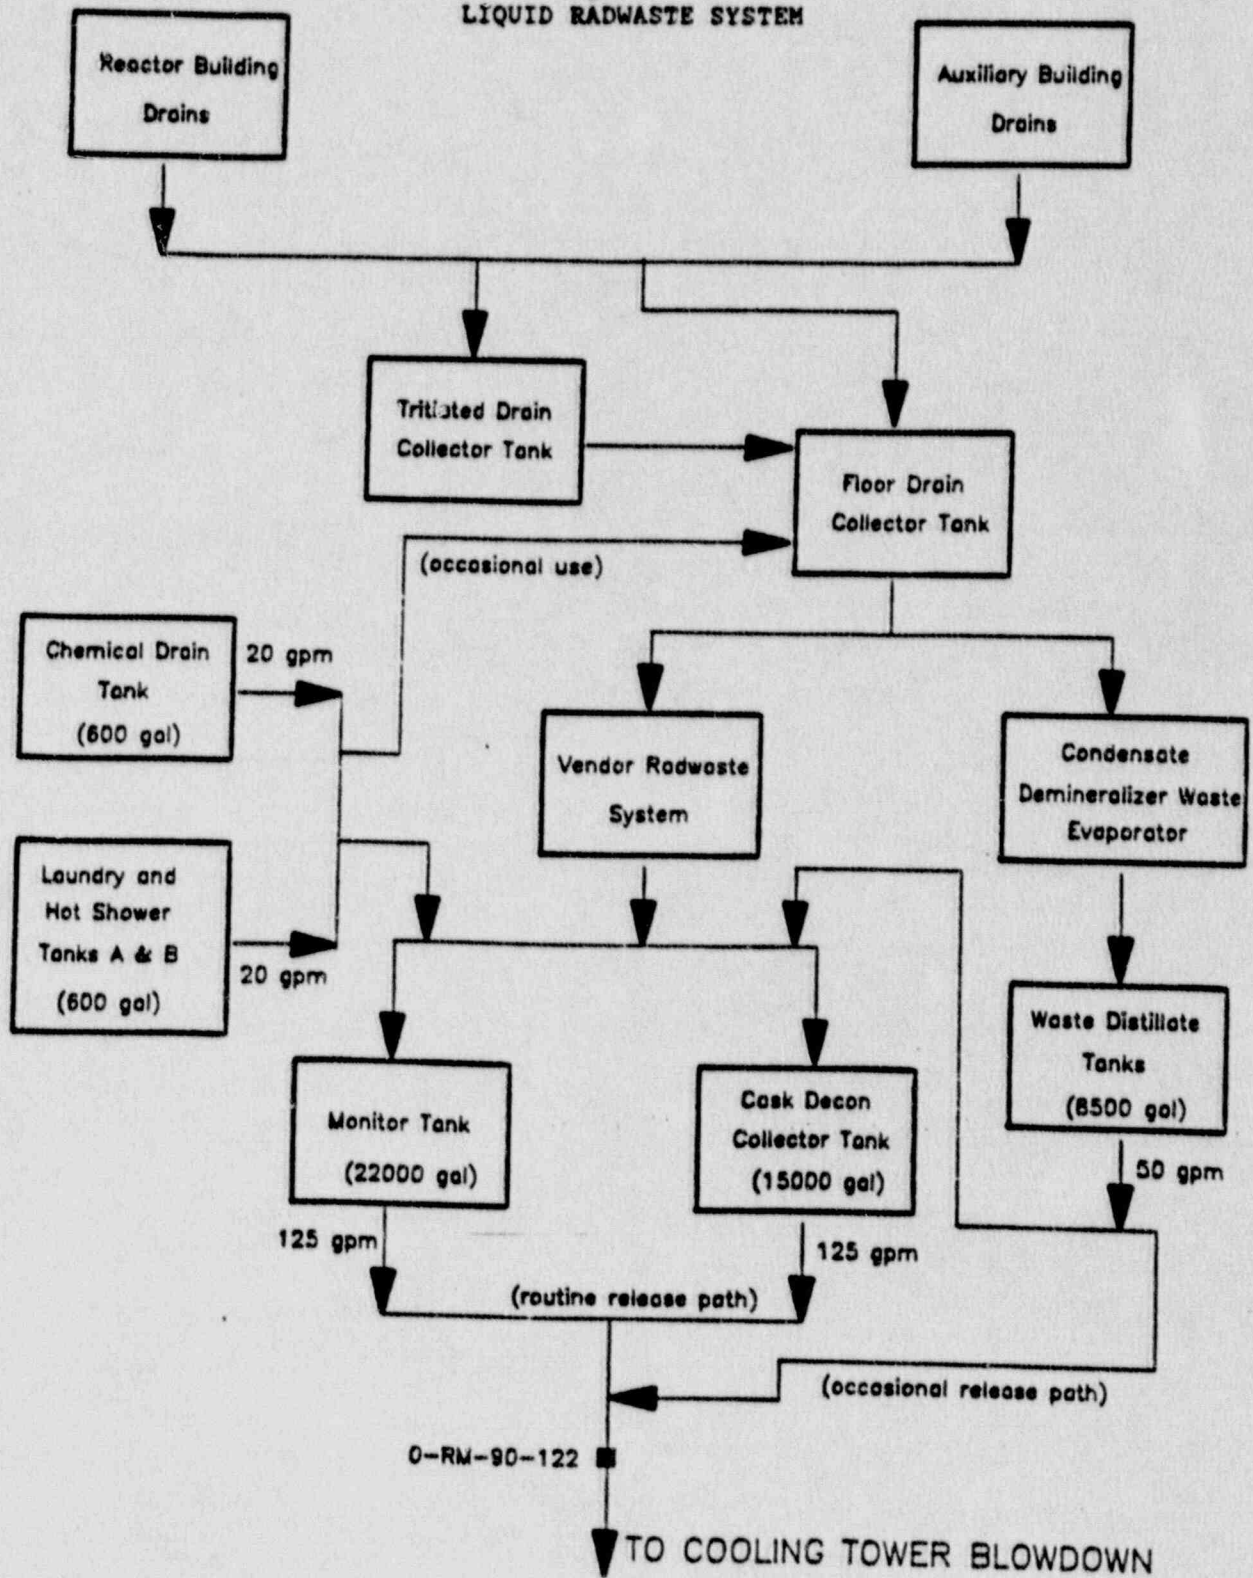 LIQUID RADWASTE SYSTEM
Reactor Building
Drains
Auxiliary Building
Drains
Tritiated Drain
Collector Tank
Floor Drain
Collector Tank
(occasional use)
Chemical Drain
Tank
(600 gal)
20 gpm
Vendor Radwaste
System
Condensate
Demineralizer Waste
Evaporator
Laundry and
Hot Shower
Tanks A & B
(600 gal)
20 gpm
Waste Distillate
Tanks
(6500 gal)
Monitor Tank
(22000 gal)
Cask Decon
Collector Tank
(15000 gal)
50 gpm
125 gpm
125 gpm
(routine release path)
(occasional release path)
0-RM-90-122
TO COOLING TOWER BLOWDOWN